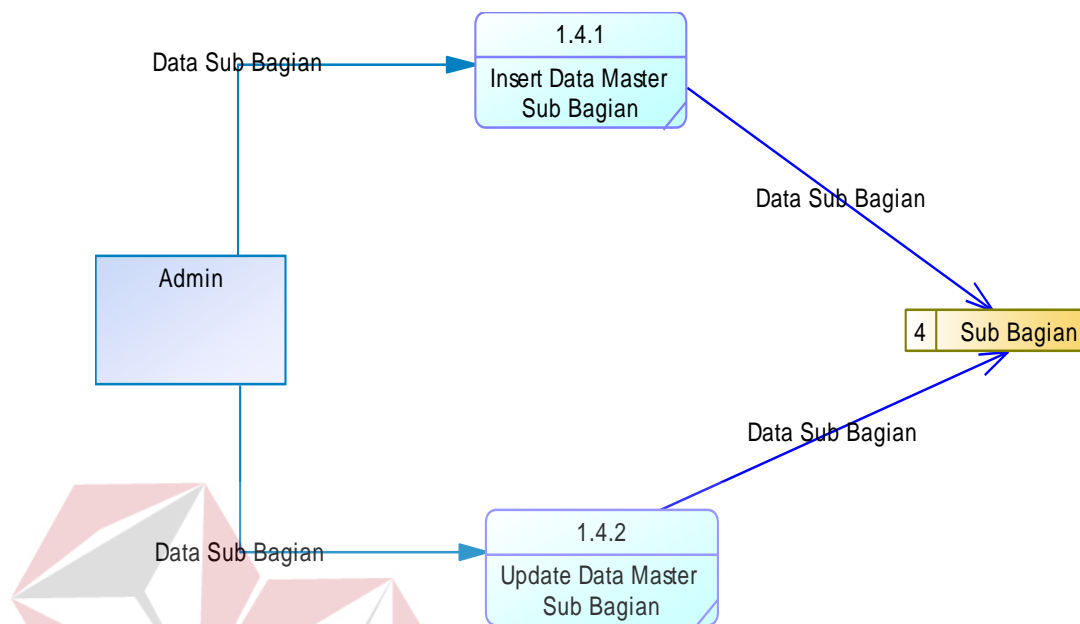 1.4.1
Data Sub Bagian
Insert Data Master
Sub Bagian
Data Sub Bagian
Admin
4
Sub Bagian
Data Sub Bagian
1.4.2
Data Sub Bagian
Update Data Master
Sub Bagian